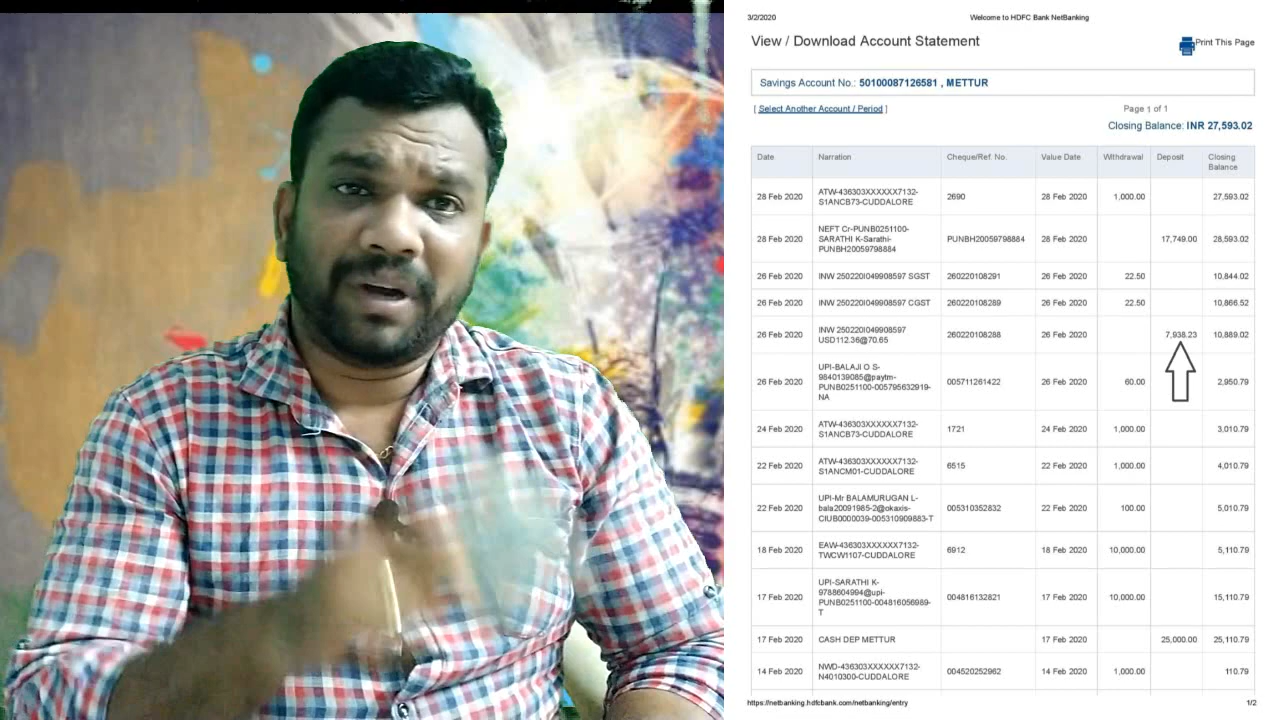 3/2/2020 Welcome to HDFC Bank NetBanking
View / Download Account Statement
Print This Page
Savings Account No.: 50100087126581 , METTUR
[ Select Another Account / Period ] Page 1 of 1
Closing Balance: INR 27,593.02
Date Narration Cheque/Ref. No. Value Date Withdrawal Deposit Closing
Balance
28 Feb 2020 ATW-436303XXXXXX7132-
S1ANCB73-CUDDALORE 2690 28 Feb 2020 1,000.00 27,593.02
28 Feb 2020 NEFT Cr-PUNB0251100-
SARATHI K-Sarathi-
PUNBH20059798884 PUNBH20059798884 28 Feb 2020 17,749.00 28,593.02
26 Feb 2020 INW 250220I049908597 SGST 260220108291 26 Feb 2020 22.50 10,844.02
26 Feb 2020 INW 250220I049908597 CGST 260220108289 26 Feb 2020 22.50 10,866.52
26 Feb 2020 INW 250220I049908597
USD112.36@70.65 260220108288 26 Feb 2020 7,938.23 10,889.02
26 Feb 2020 UPI-BALAJI O S-
9840139085@paytm-
PUNB0251100-005795632919-
NA 005711261422 26 Feb 2020 60.00 2,950.79
24 Feb 2020 ATW-436303XXXXXX7132-
S1ANCB73-CUDDALORE 1721 24 Feb 2020 1,000.00 3,010.79
22 Feb 2020 ATW-436303XXXXXX7132-
S1ANCM01-CUDDALORE 6515 22 Feb 2020 1,000.00 4,010.79
22 Feb 2020 UPI-Mr BALAMURUGAN L-
bala20091985-2@okaxis-
CIUB0000039-005310909883-T 005310352832 22 Feb 2020 100.00 5,010.79
18 Feb 2020 EAW-436303XXXXXX7132-
TWCW1107-CUDDALORE 6912 18 Feb 2020 10,000.00 5,110.79
17 Feb 2020 UPI-SARATHI K-
9788604994@upi-
PUNB0251100-004816056989-
T 004816132821 17 Feb 2020 10,000.00 15,110.79
17 Feb 2020 CASH DEP METTUR 17 Feb 2020 25,000.00 25,110.79
14 Feb 2020 NWD-436303XXXXXX7132-
N4010300-CUDDALORE 004520252962 14 Feb 2020 1,000.00 110.79
https://netbanking.hdfcbank.com/netbanking/entry 1/2